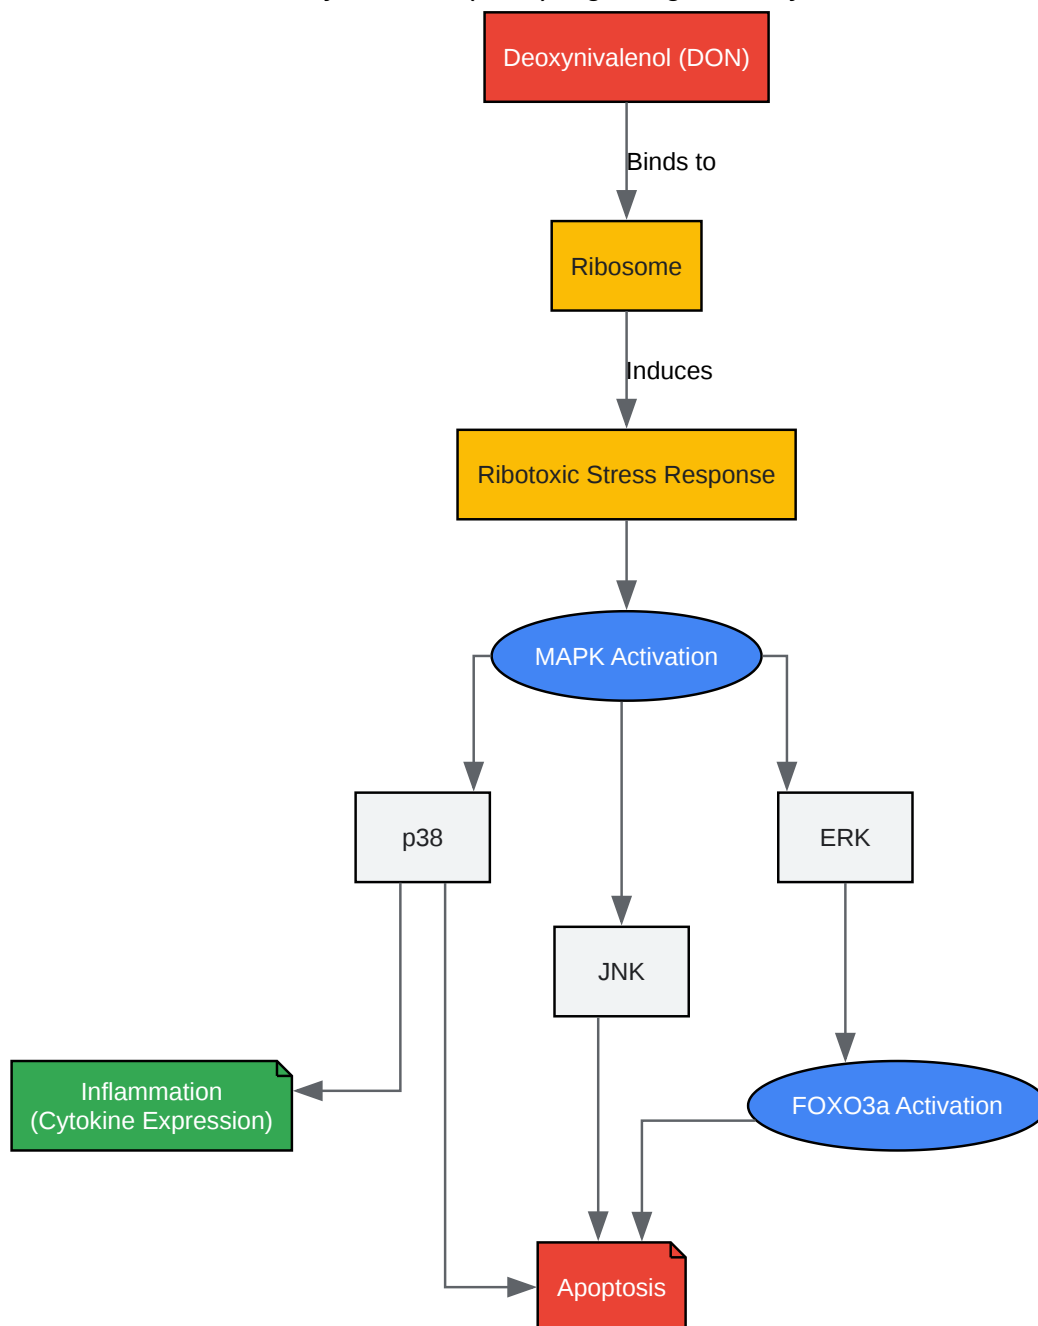 Deoxynivalenol (DON)
Binds to
Ribosome
Induces
Ribotoxic Stress Response
MAPK Activation
p38
ERK
JNK
Inflammation
(Cytokine Expression)
FOXO3a Activation
Apoptosis